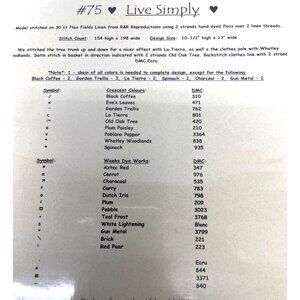 #75 ♥ Live Simply ♥
Model stitched on 30 ct Flax Fields Linen from R&R Reproductions using 2 strands hand dyed floss over 2 linen threads.
Stitch Count: 154 high x 198 wide Design Size: 10-1/2" high x 13" wide
We stitched the tree trunk up and down for a nicer effect with La Tierra, as well as the clothes pole with Whatley
Woodlands. Satin stitch basket in direction indicated with 2 strands Old Oak Tree. Backstitch clothes line with 2 strands
DMC Ecru.
*Note*: 1 - skein of all colors is needed to complete design, except for the following:
Black Coffee - 2, Garden Trellis - 3, La Tierra - 2, Spinach - 2, Charcoal - 2, Gun Metal - 2
Symbol: Crescent Colours: DMC:
Black Coffee 310
Eve's Leaves 471
Garden Trellis 762
La Tierra 801
Old Oak Tree 420
Plum Paisley 210
Poblano Pepper 3364
Whatley Woodlands 838
Spinach 935
Symbol: Weeks Dye Works: DMC:
Aztec Red 347
Carrot 976
Charcoal 535
Curry 783
Dutch Iris 798
Plum 209
Pebble 3023
Teal Frost 3768
White Lightening Blanc
Gun Metal 3799
Brick 221
Red Pear 223
Ecru
844
3371
840